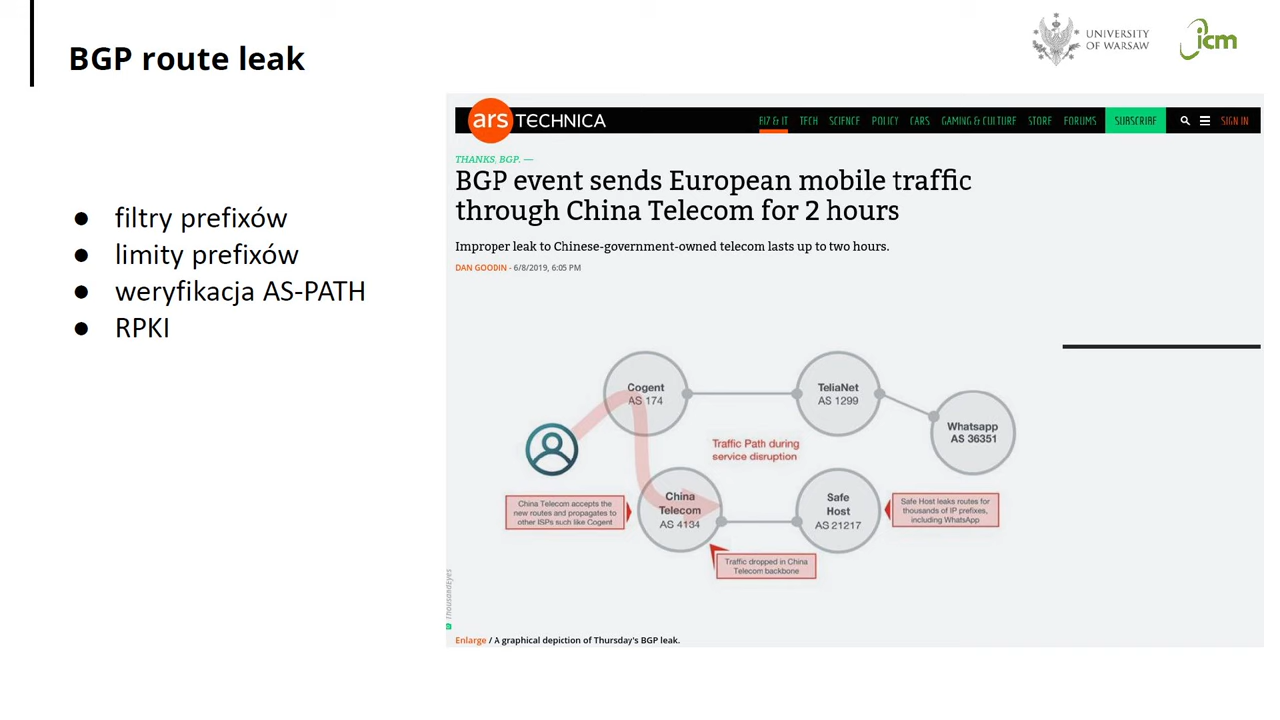 BGP route leak
UNIVERSITY
OF WARSAW
icm
● filtry prefixów
● limity prefixów
● weryfikacja AS-PATH
● RPKI
ars TECHNICA
BIZ & IT TECH SCIENCE POLICY CARS GAMING & CULTURE STORE FORUMS SUBSCRIBE SIGN IN
THANKS, BGP. —
BGP event sends European mobile traffic
through China Telecom for 2 hours
Improper leak to Chinese-government-owned telecom lasts up to two hours.
DAN GOODIN - 6/8/2019, 6:05 PM
Cogent
AS 174
TeliaNet
AS 1299
Whatsapp
AS 36351
Traffic Path during
service disruption
China Telecom accepts the
new routes and propagates to
other ISPs such like Cogent
China
Telecom
AS 4134
Safe
Host
AS 21217
Safe Host leaks routes for
thousands of IP prefixes,
including WhatsApp
Traffic dropped in China
Telecom backbone
ThousandEyes
Enlarge / A graphical depiction of Thursday's BGP leak.